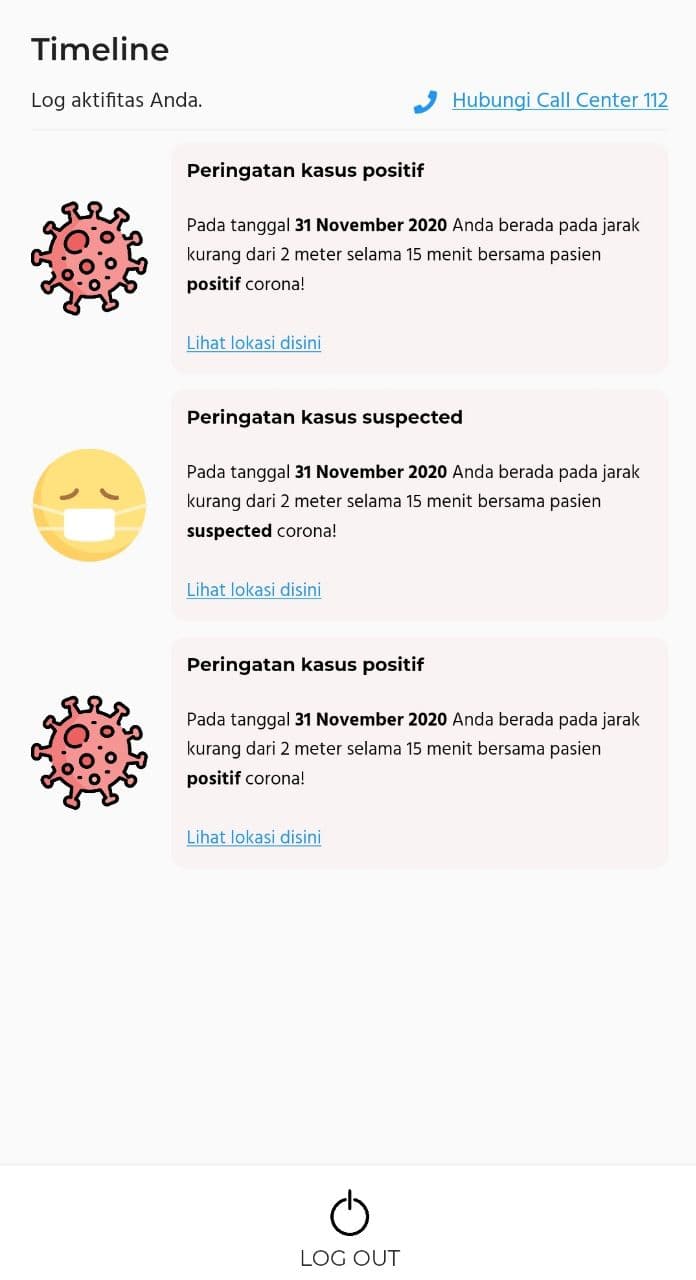 Timeline
Log aktifitas Anda.
Hubungi Call Center 112
Peringatan kasus positif
Pada tanggal 31 November 2020 Anda berada pada jarak
kurang dari 2 meter selama 15 menit bersama pasien
positif corona!
Lihat lokasi disini
Peringatan kasus suspected
Pada tanggal 31 November 2020 Anda berada pada jarak
kurang dari 2 meter selama 15 menit bersama pasien
suspected corona!
Lihat lokasi disini
Peringatan kasus positif
Pada tanggal 31 November 2020 Anda berada pada jarak
kurang dari 2 meter selama 15 menit bersama pasien
positif corona!
Lihat lokasi disini
LOG OUT